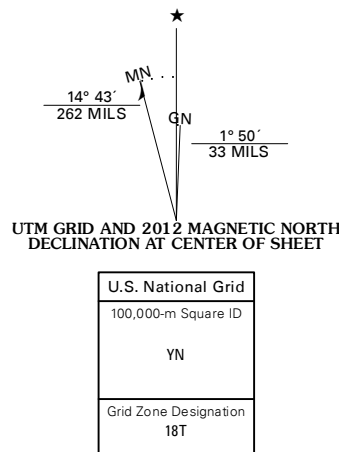 ★
MN
14° 43´
262 MILS
GN
1° 50´
33 MILS
UTM GRID AND 2012 MAGNETIC NORTH
DECLINATION AT CENTER OF SHEET
U.S. National Grid
100,000-m Square ID
YN
Grid Zone Designation
18T